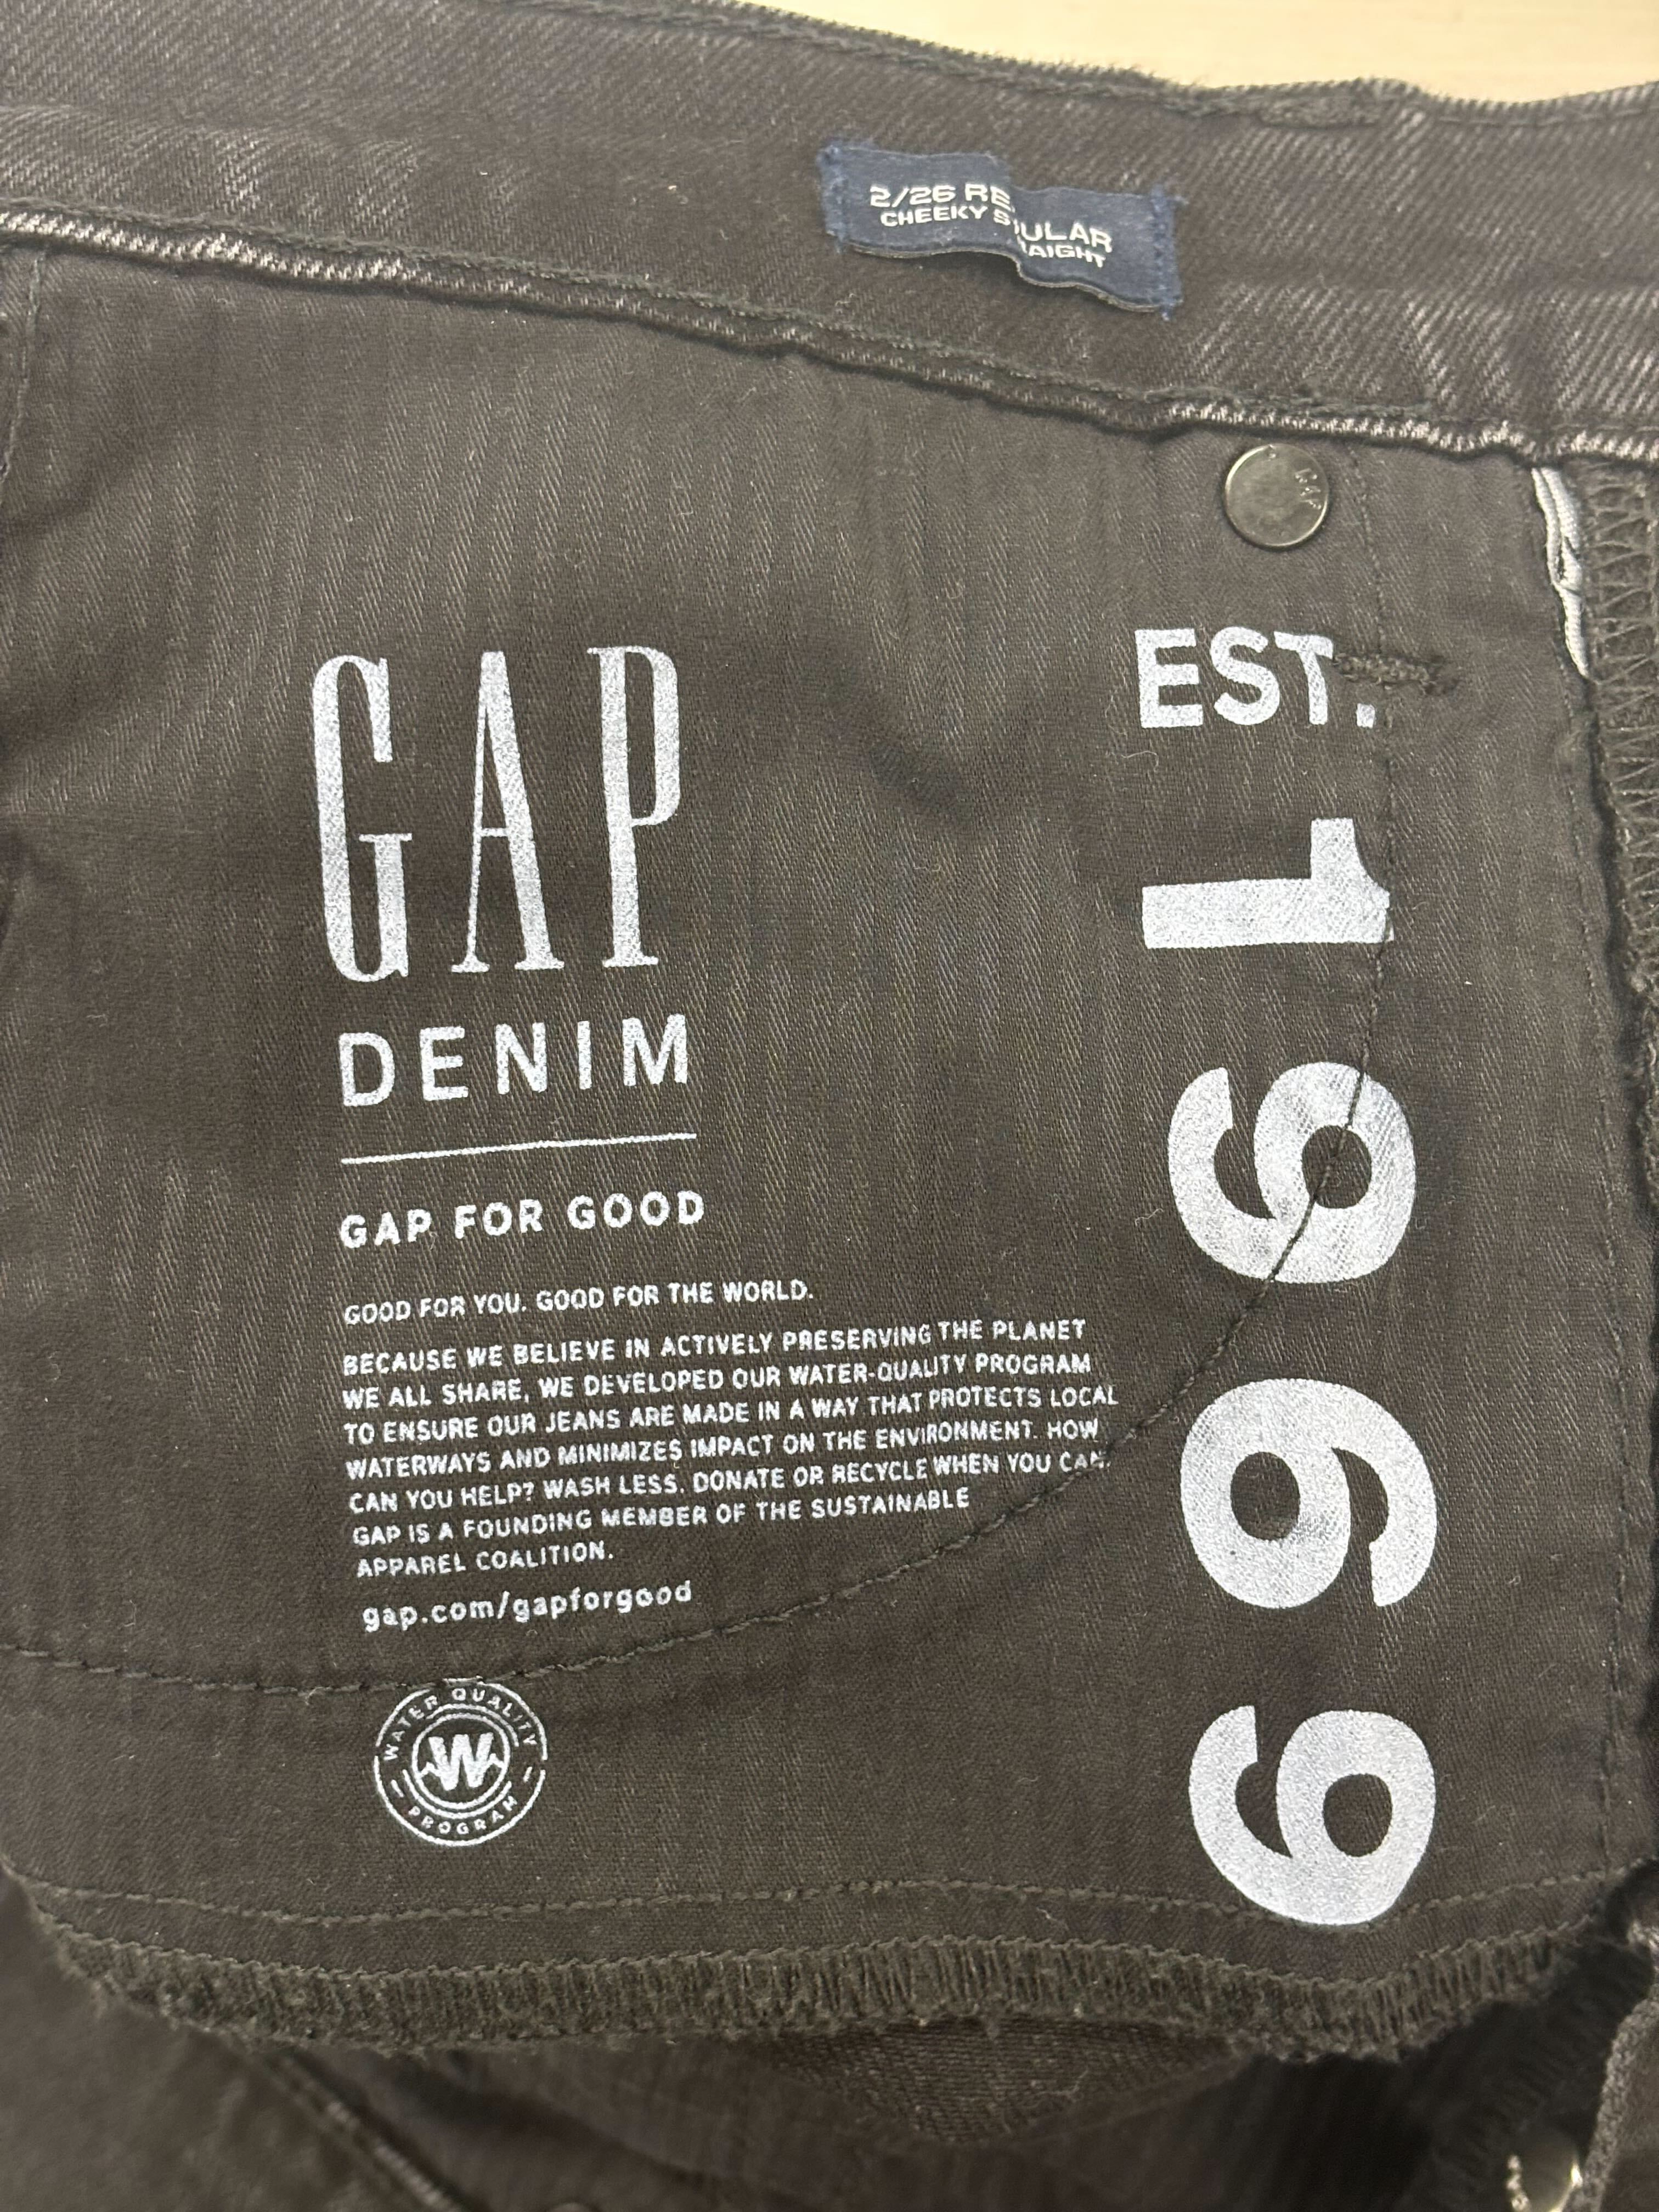 2/26 RE ULAR
CHEEKY S AIGHT
GAP
EST.
1969
GAP
DENIM
GAP FOR GOOD
GOOD FOR YOU. GOOD FOR THE WORLD.
BECAUSE WE BELIEVE IN ACTIVELY PRESERVING THE PLANET
WE ALL SHARE, WE DEVELOPED OUR WATER-QUALITY PROGRAM
TO ENSURE OUR JEANS ARE MADE IN A WAY THAT PROTECTS LOCAL
WATERWAYS AND MINIMIZES IMPACT ON THE ENVIRONMENT. HOW
CAN YOU HELP? WASH LESS. DONATE OR RECYCLE WHEN YOU CAN.
GAP IS A FOUNDING MEMBER OF THE SUSTAINABLE
APPAREL COALITION.
gap.com/gapforgood
WATER QUALITY
W
PROGRAM